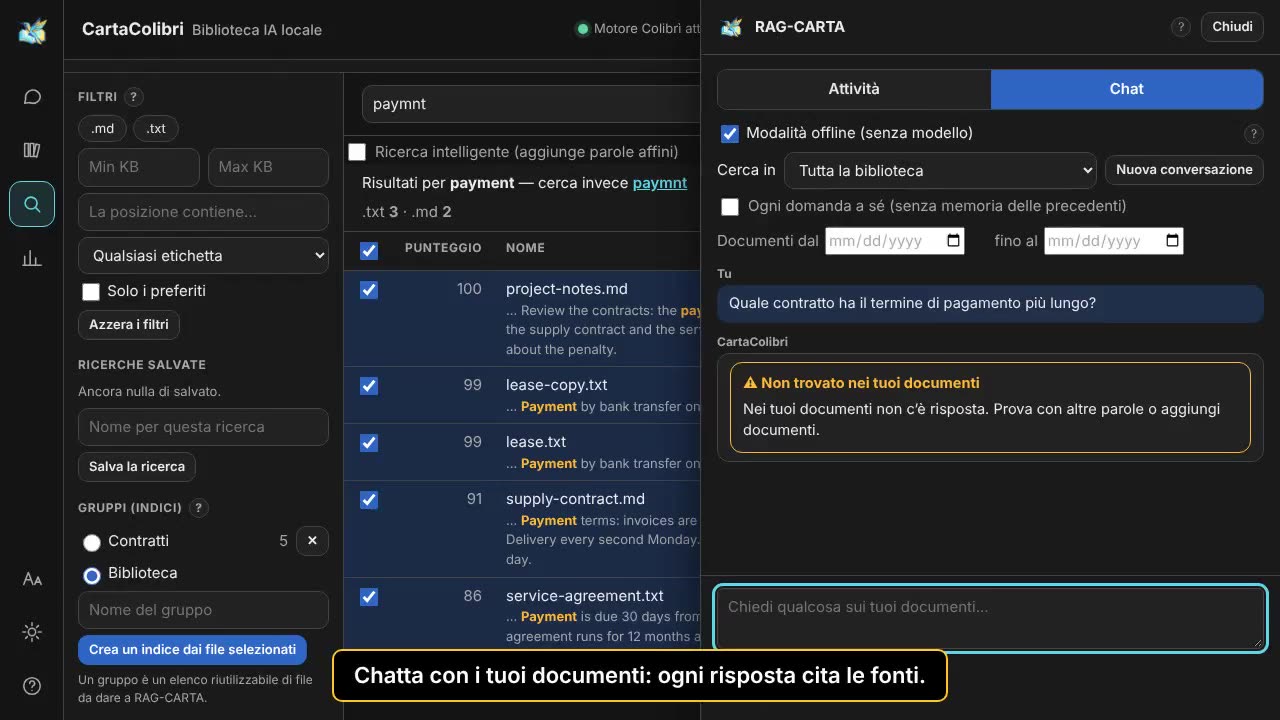 CartaColibri Biblioteca IA locale
Motore Colibrì att
FILTRI ?
.md .txt
Min KB Max KB
La posizione contiene...
Qualsiasi etichetta
Solo i preferiti
Azzera i filtri
RICERCHE SALVATE
Ancora nulla di salvato.
Nome per questa ricerca
Salva la ricerca
GRUPPI (INDICI) ?
Contratti 5 ×
Biblioteca
Nome del gruppo
Crea un indice dai file selezionati
Un gruppo è un elenco riutilizzabile di file
da dare a RAG-CARTA.
paymnt
Ricerca intelligente (aggiunge parole affini)
Risultati per payment — cerca invece paymnt
.txt 3 · .md 2
PUNTEGGIO NOME
100 project-notes.md
... Review the contracts: the pay
the supply contract and the ser
about the penalty.
99 lease-copy.txt
... Payment by bank transfer on
99 lease.txt
... Payment by bank transfer on
91 supply-contract.md
... Payment terms: invoices are
Delivery every second Monday.
day.
86 service-agreement.txt
... Payment is due 30 days from
agreement runs for 12 months a
RAG-CARTA ? Chiudi
Attività Chat
Modalità offline (senza modello) ?
Cerca in Tutta la biblioteca Nuova conversazione
Ogni domanda a sé (senza memoria delle precedenti)
Documenti dal mm/dd/yyyy fino al mm/dd/yyyy
Tu
Quale contratto ha il termine di pagamento più lungo?
CartaColibri
⚠ Non trovato nei tuoi documenti
Nei tuoi documenti non c’è risposta. Prova con altre parole o aggiungi
documenti.
Chiedi qualcosa sui tuoi documenti...
Chatta con i tuoi documenti: ogni risposta cita le fonti.
AA
?